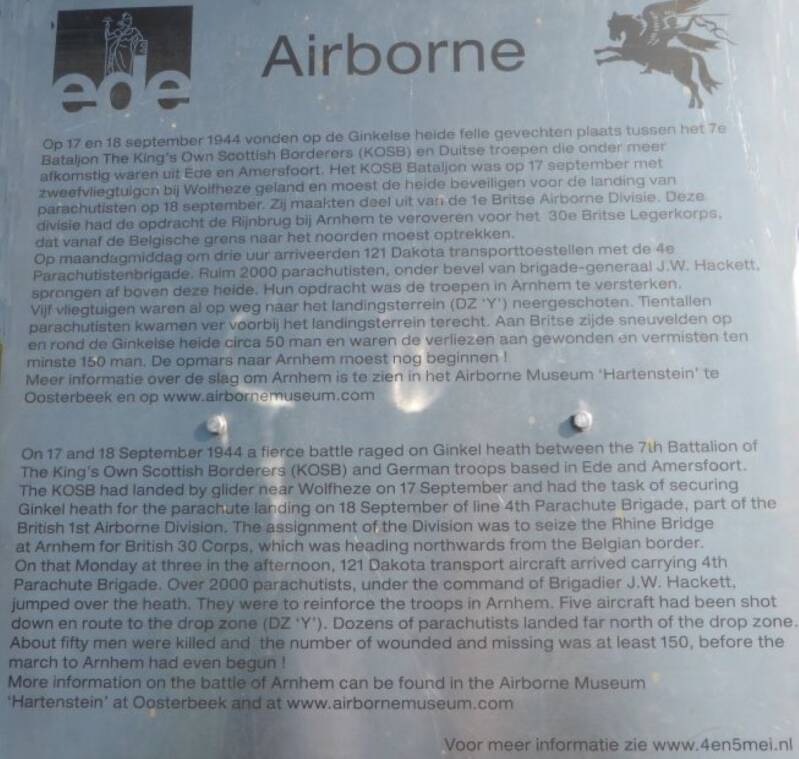 ede
Airborne
Op 17 en 18 september 1944 vonden op de Ginkelse heide felle gevechten plaats tussen het 7e
Bataljon The King's Own Scottish Borderers (KOSB) en Duitse troepen die onder meer
afkomstig waren uit Ede en Amersfoort. Het KOSB Bataljon was op 17 september met
zweefvliegtuigen bij Wolfheze geland en moest de heide beveiligen voor de landing van
parachutisten op 18 september. Zij maakten deel uit van de 1e Britse Airborne Divisie. Deze
divisie had de opdracht de Rijnbrug bij Arnhem te veroveren voor het 30e Britse Legerkorps,
dat vanaf de Belgische grens naar het noorden moest optrekken.
Op maandagmiddag om drie uur arriveerden 121 Dakota transporttoestellen met de 4e
Parachutistenbrigade. Ruim 2000 parachutisten, onder bevel van brigade-generaal J.W. Hackett,
sprongen af boven deze heide. Hun opdracht was de troepen in Arnhem te versterken.
Vijf vliegtuigen waren al op weg naar het landingsterrein (DZ 'Y') neergeschoten. Tientallen
parachutisten kwamen ver voorbij het landingsterrein terecht. Aan Britse zijde sneuvelden op
en rond de Ginkelse heide circa 50 man en waren de verliezen aan gewonden en vermisten ten
minste 150 man. De opmars naar Arnhem moest nog beginnen !
Meer informatie over de slag om Arnhem is te zien in het Airborne Museum 'Hartenstein' te
Oosterbeek en op www.airbornemuseum.com
On 17 and 18 September 1944 a fierce battle raged on Ginkel heath between the 7th Battalion of
The King's Own Scottish Borderers (KOSB) and German troops based in Ede and Amersfoort.
The KOSB had landed by glider near Wolfheze on 17 September and had the task of securing
Ginkel heath for the parachute landing on 18 September of line 4th Parachute Brigade, part of the
British 1st Airborne Division. The assignment of the Division was to seize the Rhine Bridge
at Arnhem for British 30 Corps, which was heading northwards from the Belgian border.
On that Monday at three in the afternoon, 121 Dakota transport aircraft arrived carrying 4th
Parachute Brigade. Over 2000 parachutists, under the command of Brigadier J.W. Hackett,
jumped over the heath. They were to reinforce the troops in Arnhem. Five aircraft had been shot
down en route to the drop zone (DZ 'Y'). Dozens of parachutists landed far north of the drop zone.
About fifty men were killed and the number of wounded and missing was at least 150, before the
march to Arnhem had even begun !
More information on the battle of Arnhem can be found in the Airborne Museum
'Hartenstein' at Oosterbeek and at www.airbornemuseum.com
Voor meer informatie zie www.4en5mei.nl